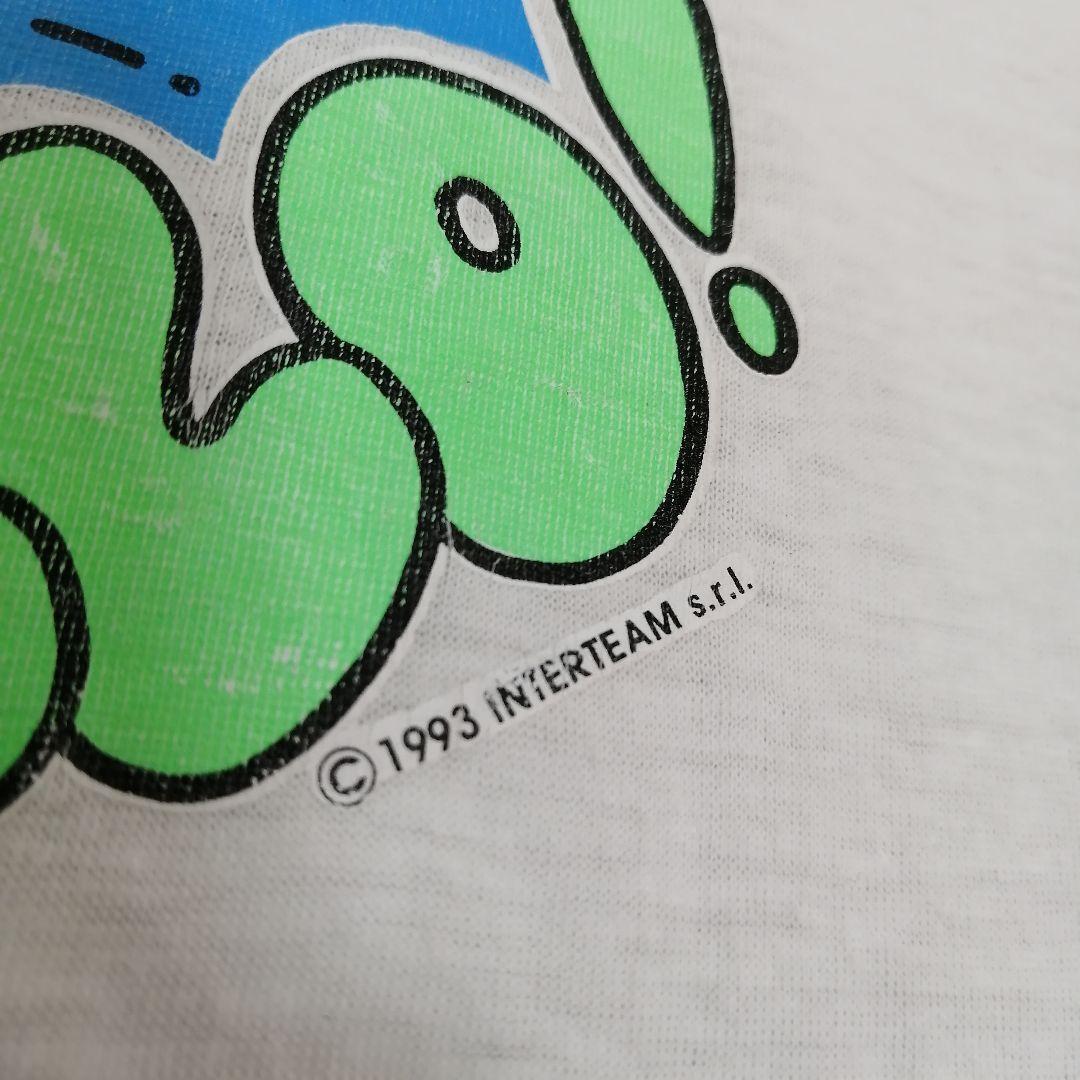 © 1993 INTERTEAM s.r.l.